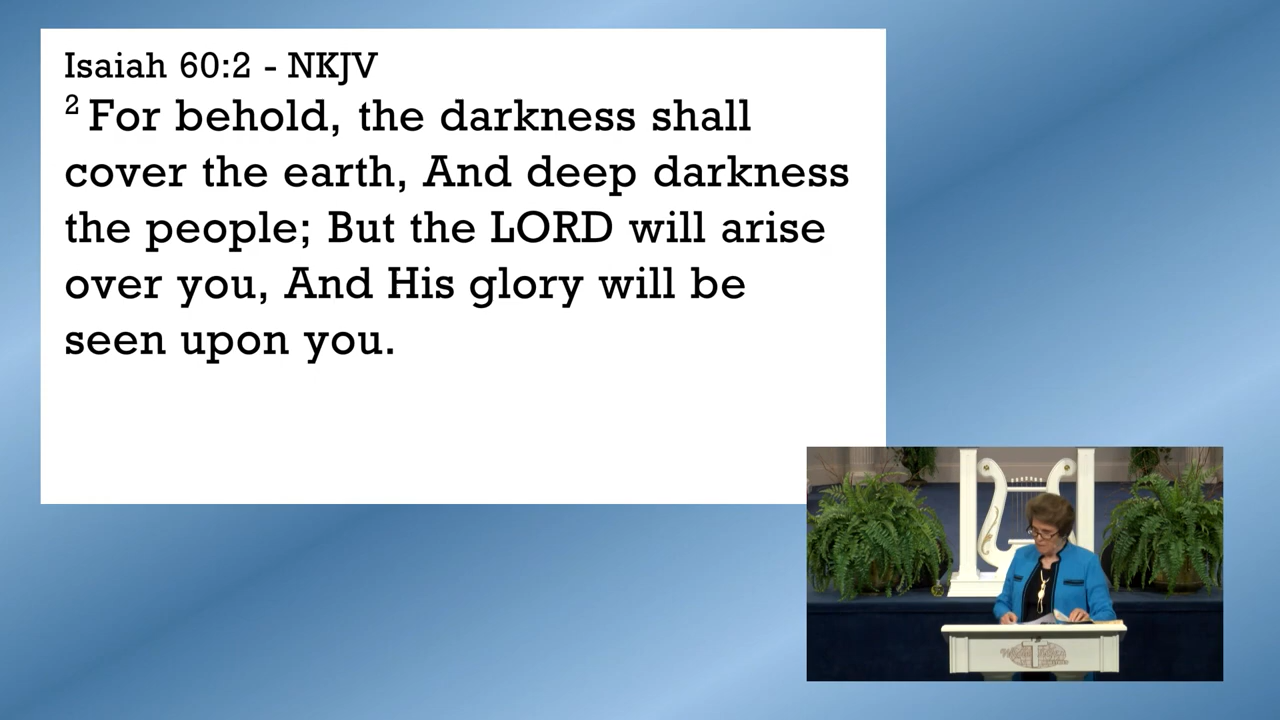 Isaiah 60:2 - NKJV
2 For behold, the darkness shall
cover the earth, And deep darkness
the people; But the LORD will arise
over you, And His glory will be
seen upon you.